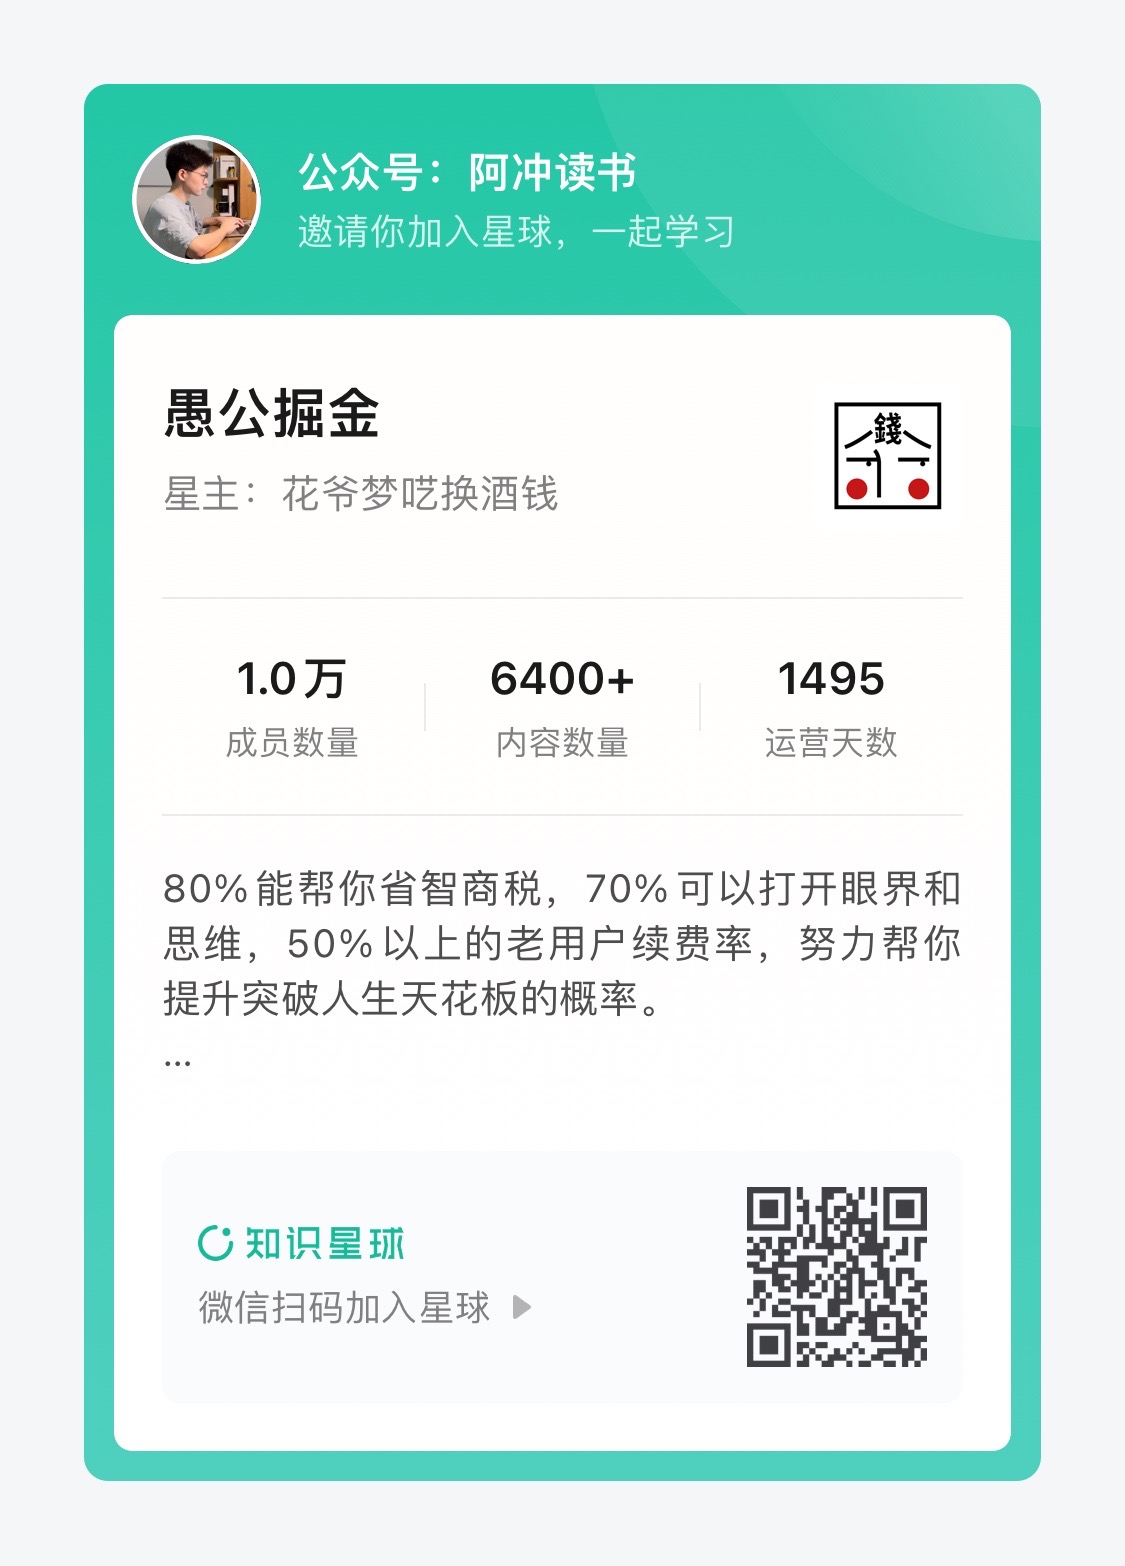 公众号：阿冲读书
邀请你加入星球，一起学习
愚公掘金
星主：花爷梦呓换酒钱
錢
1.0万
6400+
1495
成员数量
内容数量
运营天数
80%能帮你省智商税，70%可以打开眼界和
思维，50%以上的老用户续费率，努力帮你
提升突破人生天花板的概率。
...
知识星球
微信扫码加入星球